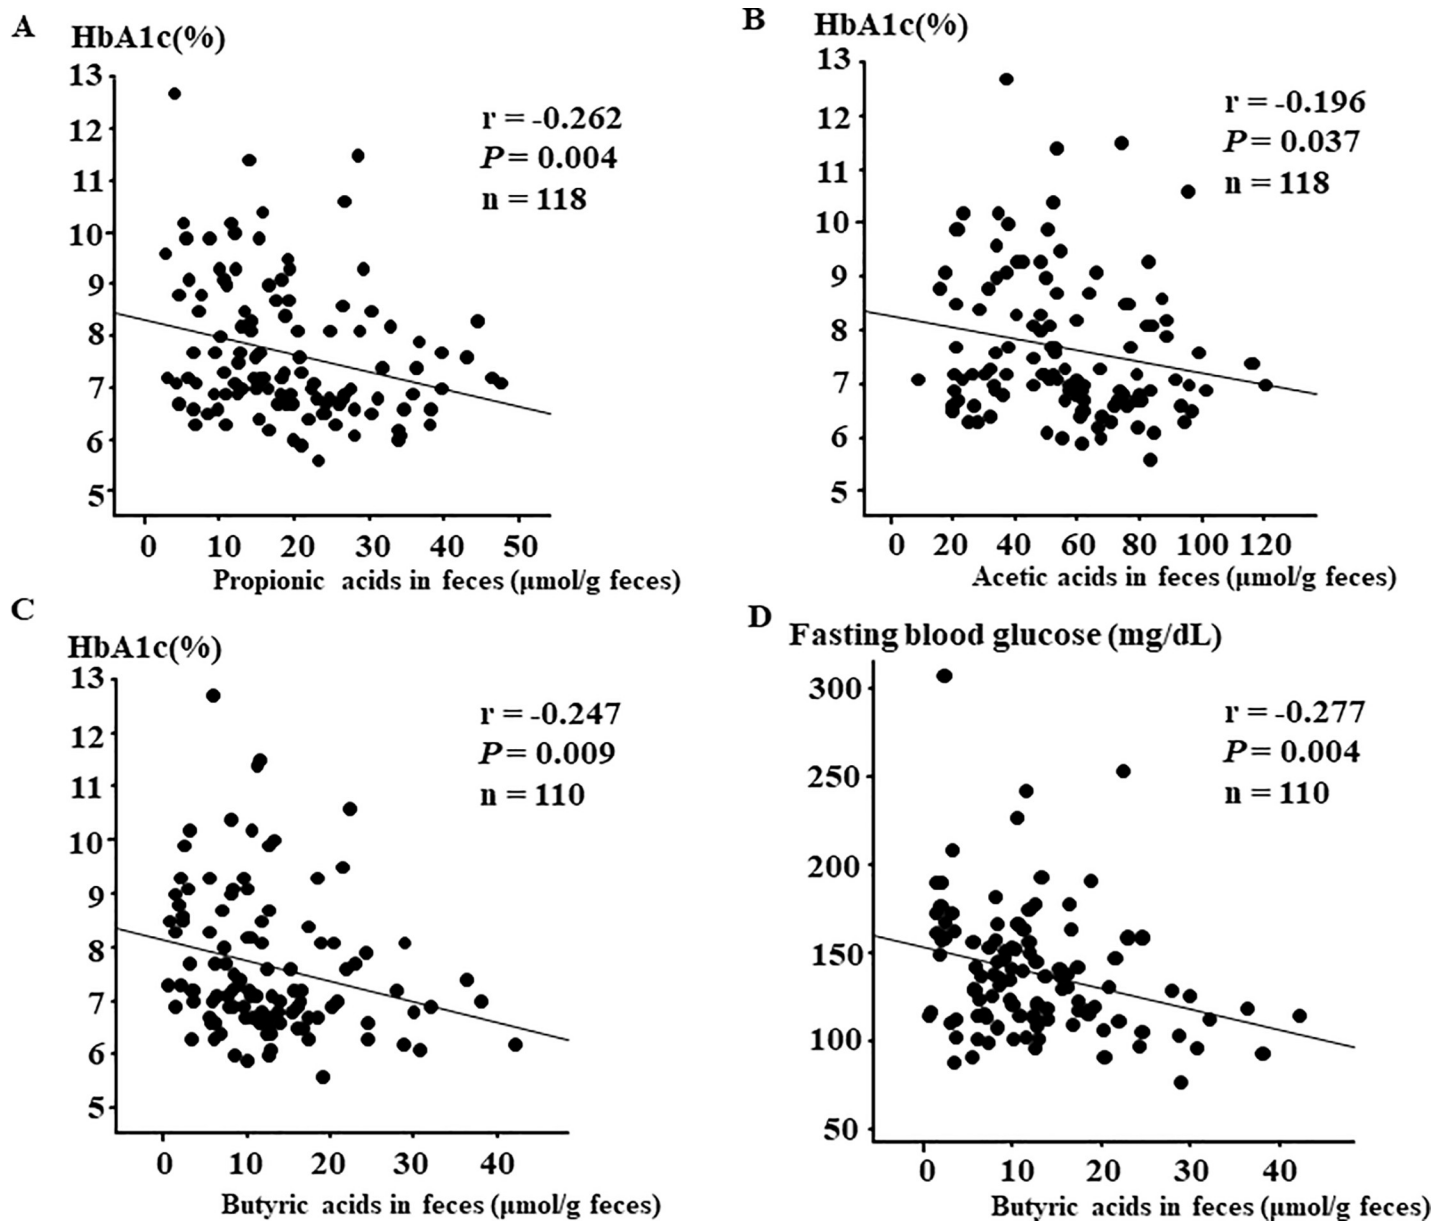 A
HbA1c(%)
13
12
11
10
9
8
7
6
5
r = -0.262
P = 0.004
n = 118
0 10 20 30 40 50
Propionic acids in feces (μmol/g feces)
B
HbA1c(%)
13
12
11
10
9
8
7
6
5
r = -0.196
P = 0.037
n = 118
0 20 40 60 80 100 120
Acetic acids in feces (μmol/g feces)
C
HbA1c(%)
13
12
11
10
9
8
7
6
5
r = -0.247
P = 0.009
n = 110
0 10 20 30 40
Butyric acids in feces (μmol/g feces)
D
Fasting blood glucose (mg/dL)
300
250
200
150
100
50
r = -0.277
P = 0.004
n = 110
0 10 20 30 40
Butyric acids in feces (μmol/g feces)